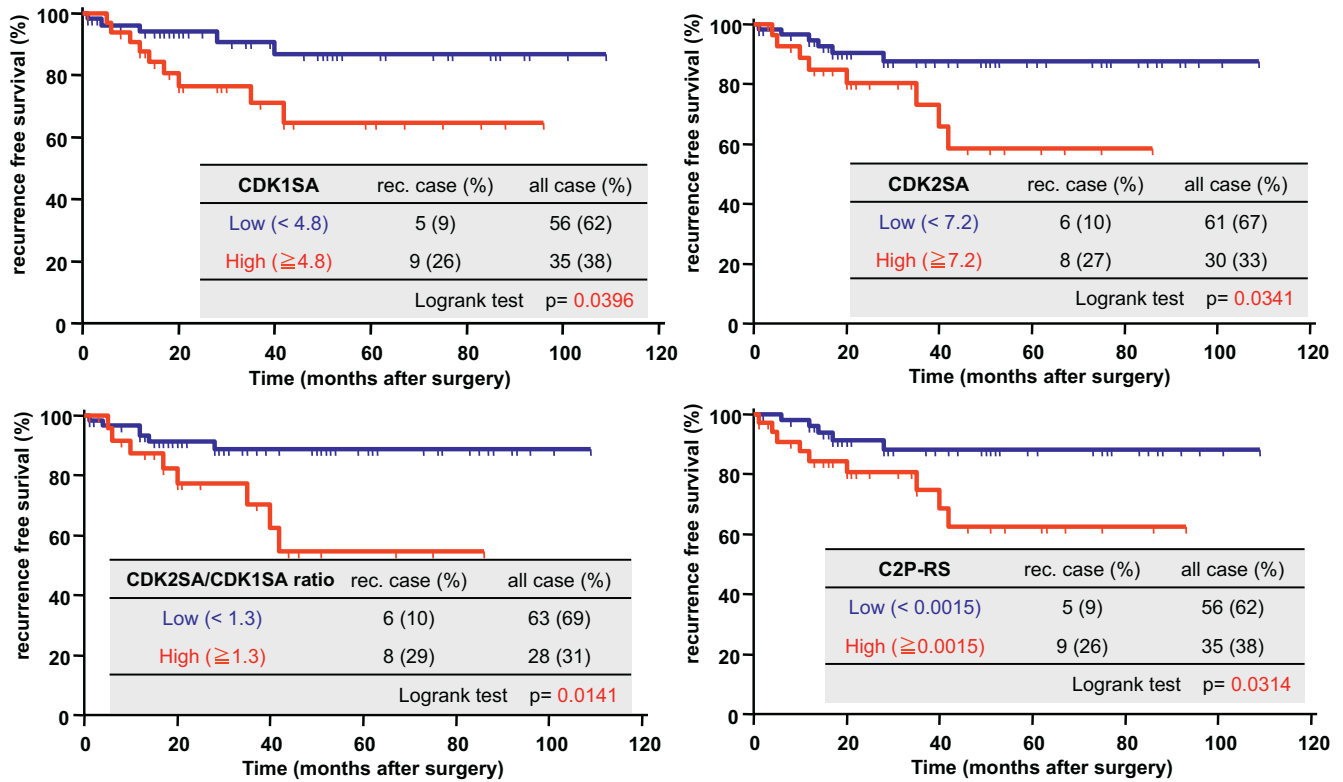 recurrence free survival (%)
100
80
60
40
20
0
CDK1SA rec. case (%) all case (%)
Low (< 4.8) 5 (9) 56 (62)
High (≧4.8) 9 (26) 35 (38)
Logrank test p= 0.0396
0 20 40 60 80 100 120
Time (months after surgery)
recurrence free surival (%)
100
80
60
40
20
0
CDK2SA rec. case (%) all case (%)
Low (< 7.2) 6 (10) 61 (67)
High (≧7.2) 8 (27) 30 (33)
Logrank test p= 0.0341
0 20 40 60 80 100 120
Time (months after surgery)
recurrence free survival (%)
100
80
60
40
20
0
CDK2SA/CDK1SA ratio rec. case (%) all case (%)
Low (< 1.3) 6 (10) 63 (69)
High (≧1.3) 8 (29) 28 (31)
Logrank test p= 0.0141
0 20 40 60 80 100 120
Time (months after surgery)
recurrence free surival (%)
100
80
60
40
20
0
C2P-RS rec. case (%) all case (%)
Low (< 0.0015) 5 (9) 56 (62)
High (≧0.0015) 9 (26) 35 (38)
Logrank test p= 0.0314
0 20 40 60 80 100 120
Time (months after surgery)